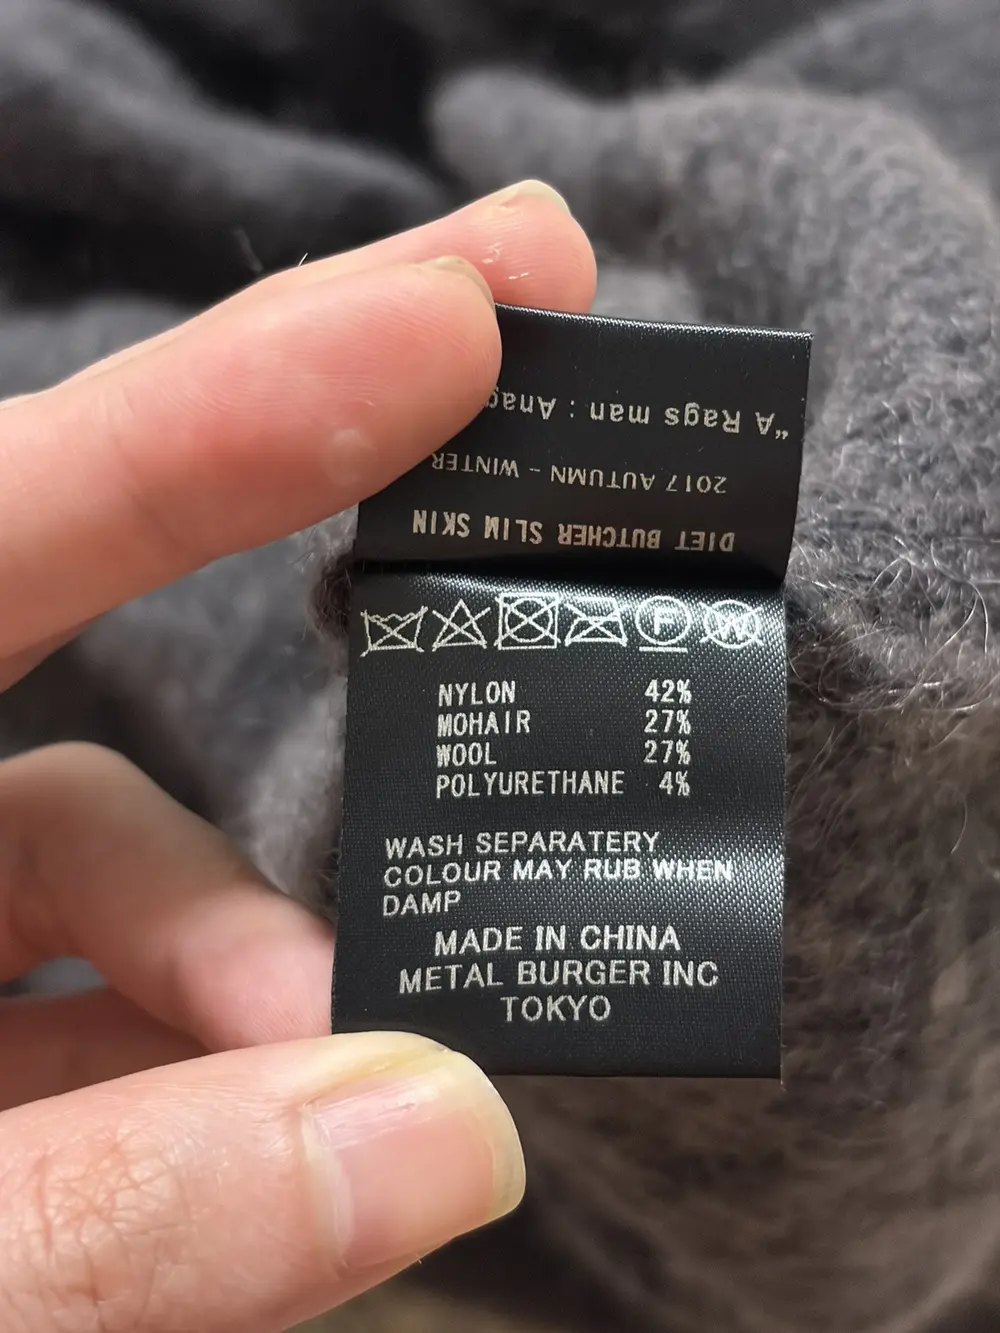 "A Rags man :
2017 AUTUMN - WINTER
DIET BUTCHER SLIM SKIN
F W
NYLON 42%
MOHAIR 27%
WOOL 27%
POLYURETHANE 4%
WASH SEPARATERY
COLOUR MAY RUB WHEN
DAMP
MADE IN CHINA
METAL BURGER INC
TOKYO